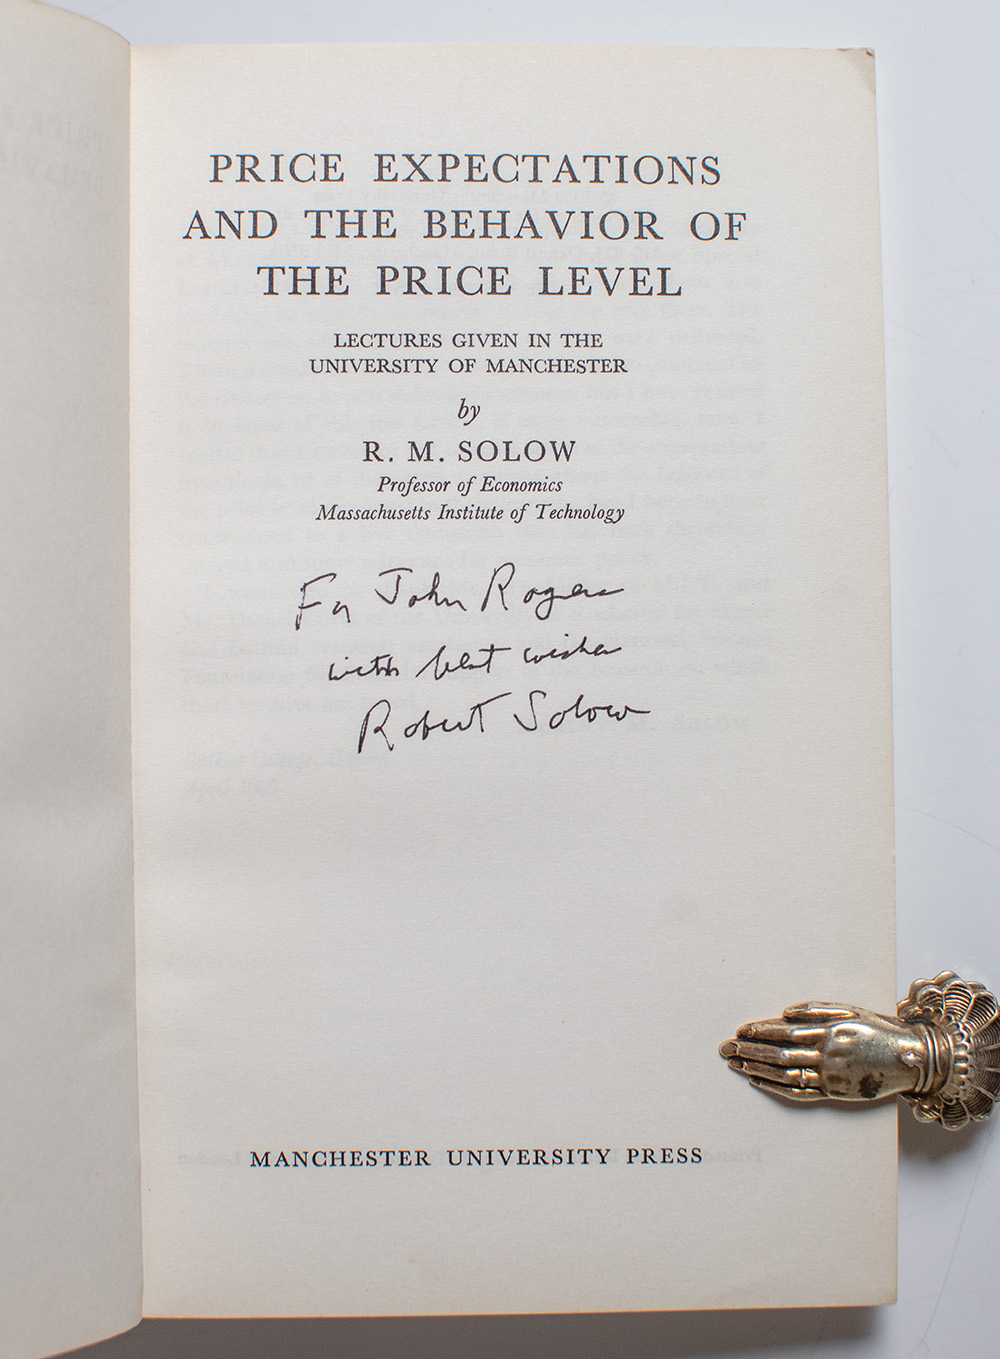 PRICE EXPECTATIONS
AND THE BEHAVIOR OF
THE PRICE LEVEL
LECTURES GIVEN IN THE
UNIVERSITY OF MANCHESTER
by
R. M. SOLOW
Professor of Economics
Massachusetts Institute of Technology
For John Rogers
with best wishes
Robert Solow
MANCHESTER UNIVERSITY PRESS